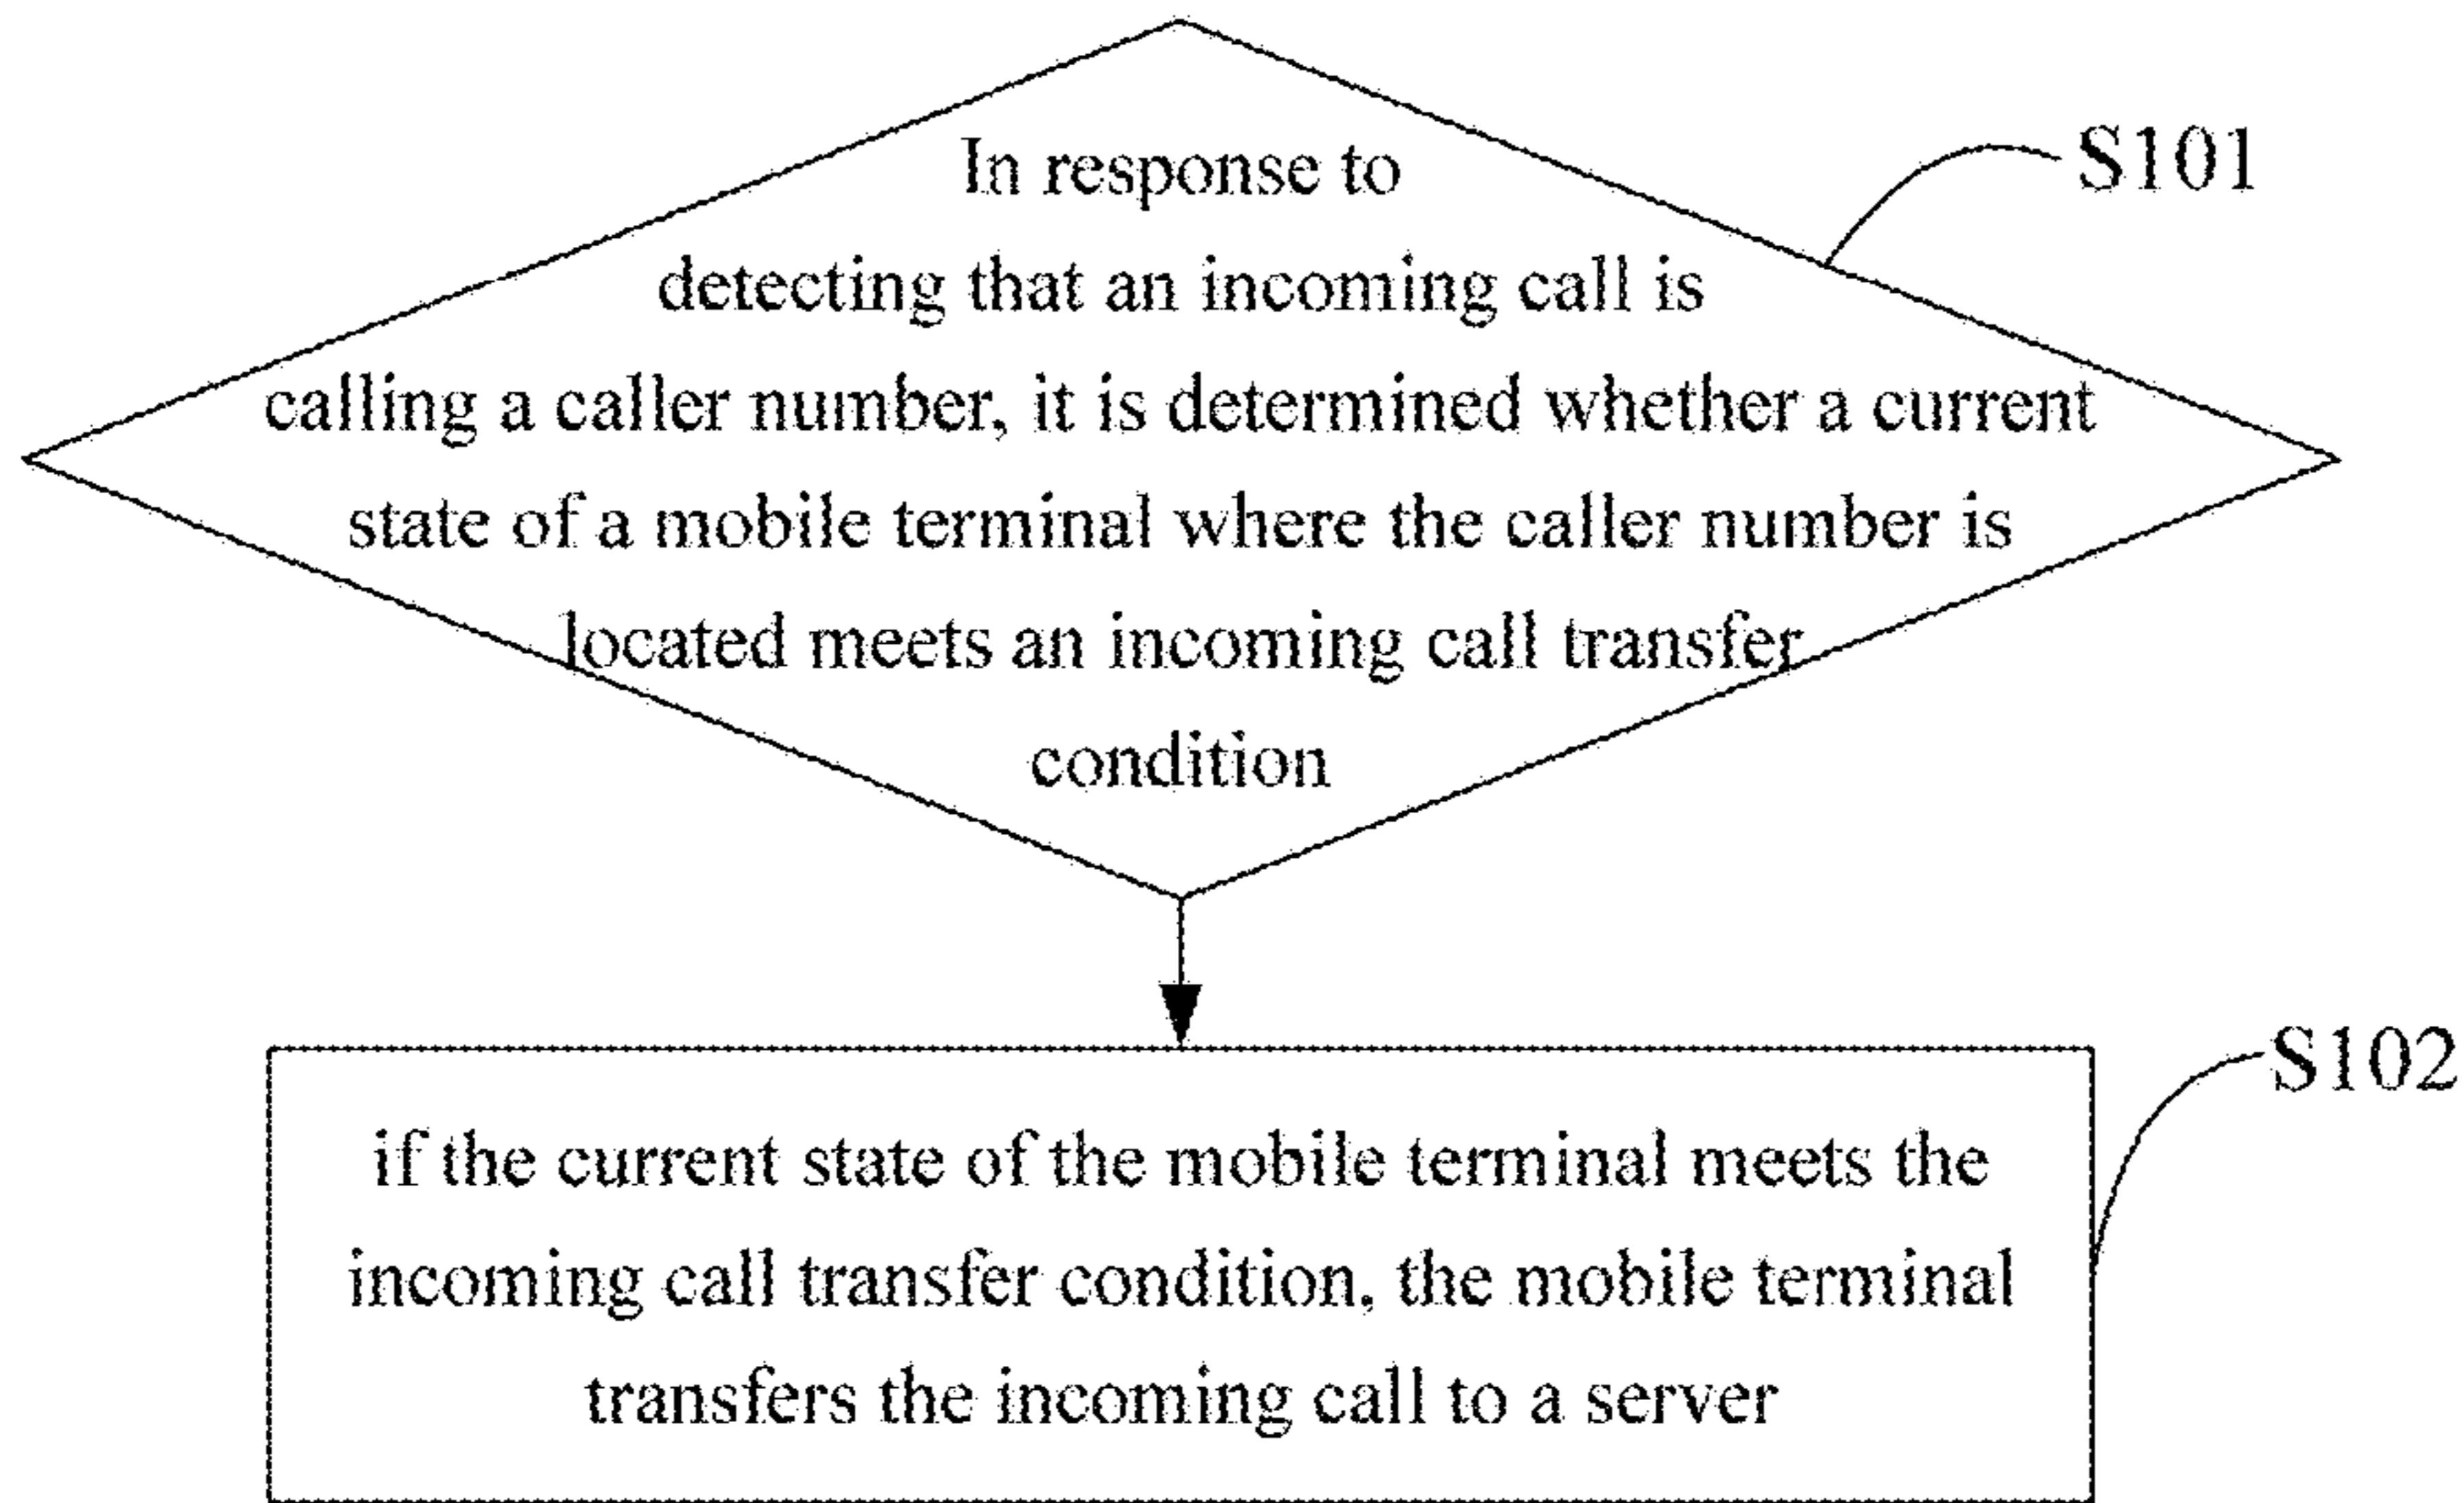 In response to
S101
detecting that an incoming call is
calling a caller number, it is determined whether a current
state of a mobile terminal where the caller number is
located meets an incoming call transfer
condition
S102
if the current state of the mobile terminal meets the
incoming call transfer condition, the mobile terminal
transfers the incoming call to a server